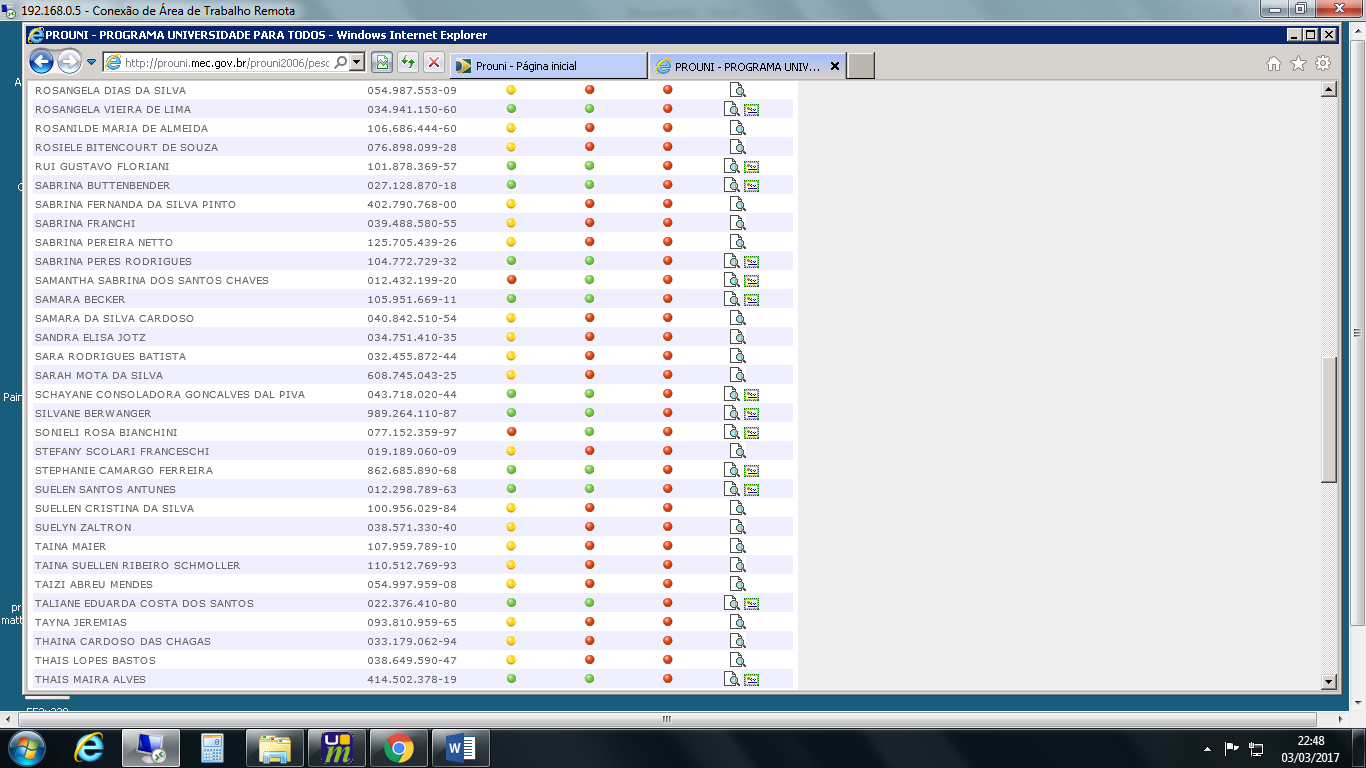 192.168.0.5 - Conexão de Área de Trabalho Remota
PROUNI - PROGRAMA UNIVERSIDADE PARA TODOS - Windows Internet Explorer
http://prouni.mec.gov.br/prouni2006/pesc
Prouni - Página inicial
PROUNI - PROGRAMA UNIV...
ROSANGELA DIAS DA SILVA 054.987.553-09
ROSANGELA VIEIRA DE LIMA 034.941.150-60
ROSANILDE MARIA DE ALMEIDA 106.686.444-60
ROSIELE BITENCOURT DE SOUZA 076.898.099-28
RUI GUSTAVO FLORIANI 101.878.369-57
SABRINA BUTTENBENDER 027.128.870-18
SABRINA FERNANDA DA SILVA PINTO 402.790.768-00
SABRINA FRANCHI 039.488.580-55
SABRINA PEREIRA NETTO 125.705.439-26
SABRINA PERES RODRIGUES 104.772.729-32
SAMANTHA SABRINA DOS SANTOS CHAVES 012.432.199-20
SAMARA BECKER 105.951.669-11
SAMARA DA SILVA CARDOSO 040.842.510-54
SANDRA ELISA JOTZ 034.751.410-35
SARA RODRIGUES BATISTA 032.455.872-44
SARAH MOTA DA SILVA 608.745.043-25
SCHAYANE CONSOLADORA GONCALVES DAL PIVA 043.718.020-44
SILVANE BERWANGER 989.264.110-87
SONIELI ROSA BIANCHINI 077.152.359-97
STEFANY SCOLARI FRANCESCHI 019.189.060-09
STEPHANIE CAMARGO FERREIRA 862.685.890-68
SUELEN SANTOS ANTUNES 012.298.789-63
SUELLEN CRISTINA DA SILVA 100.956.029-84
SUELYN ZALTRON 038.571.330-40
TAINA MAIER 107.959.789-10
TAINA SUELLEN RIBEIRO SCHMOLLER 110.512.769-93
TAIZI ABREU MENDES 054.997.959-08
TALIANE EDUARDA COSTA DOS SANTOS 022.376.410-80
TAYNA JEREMIAS 093.810.959-65
THAINA CARDOSO DAS CHAGAS 033.179.062-94
THAIS LOPES BASTOS 038.649.590-47
THAIS MAIRA ALVES 414.502.378-19
Pain
pr
matt
22:48
03/03/2017